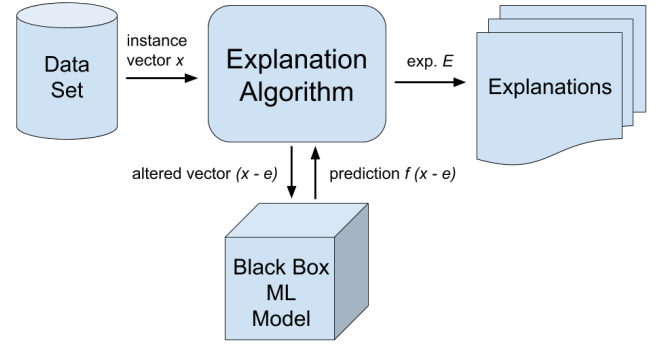 Data
Set
instance
vector x
Explanation
Algorithm
exp. E
Explanations
altered vector (x - e)
prediction f (x - e)
Black Box
ML
Model